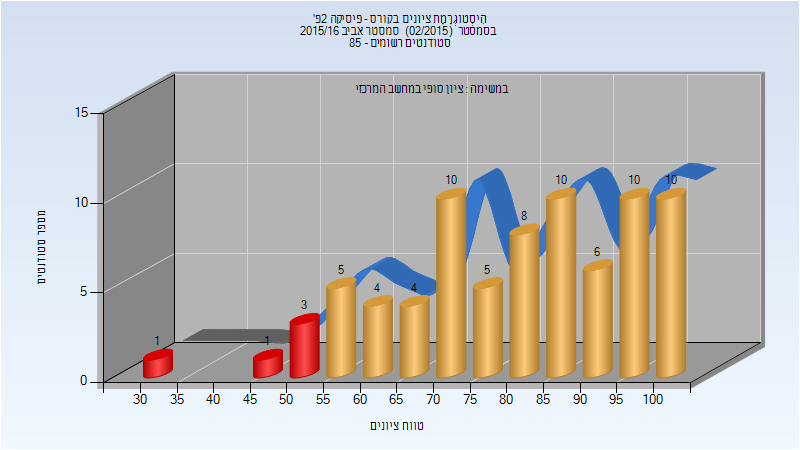 היסטוגרמת ציונים בקורס - פיסיקה 2פ'
בסמסטר (02/2015) סמסטר אביב 2015/16
סטודנטים רשומים - 85
במשימה : ציון סופי במחשב המרכזי
מספר סטודנטים
15
10
5
0
1
1
3
5
4
4
10
5
8
10
6
10
10
30 35 40 45 50 55 60 65 70 75 80 85 90 95 100
טווח ציונים